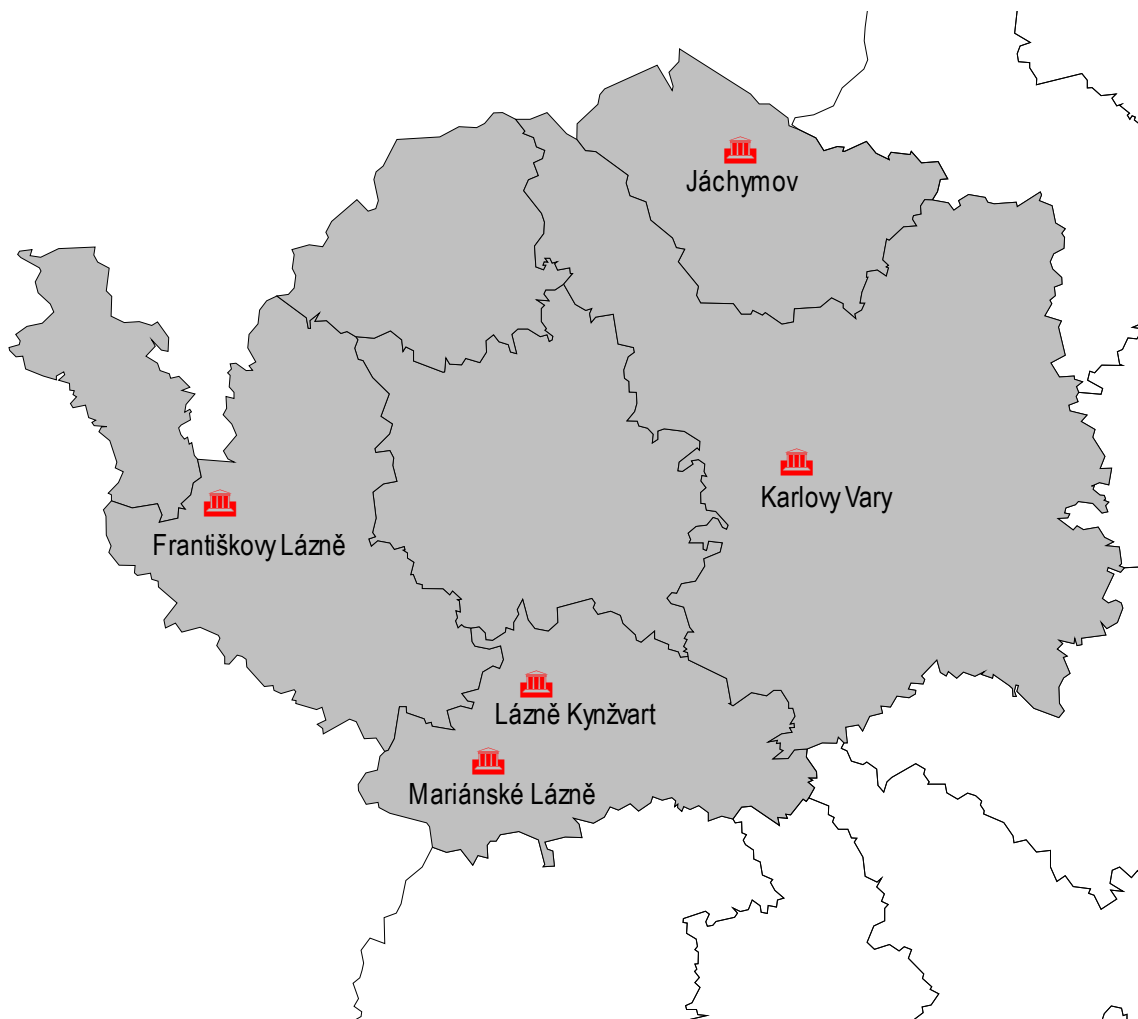 Jáchymov
Karlovy Vary
Františkovy Lázně
Lázně Kynžvart
Mariánské Lázně